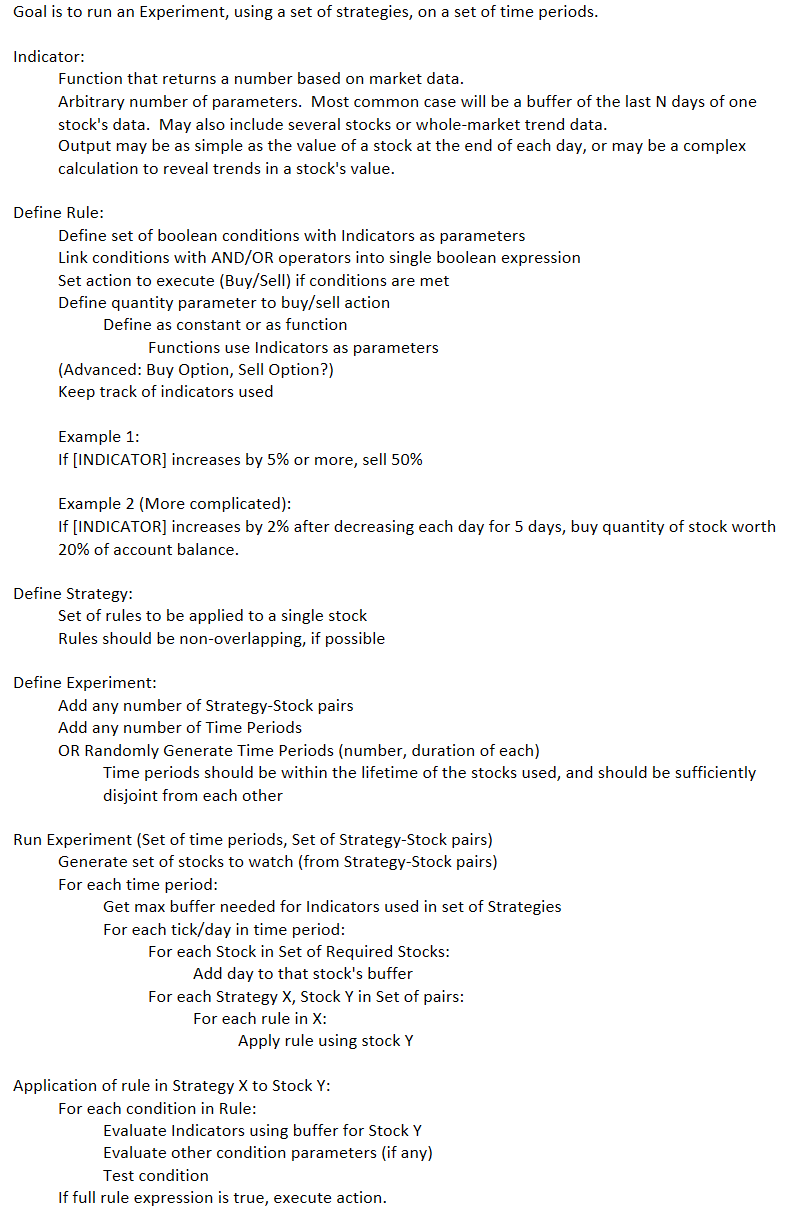 Goal is to run an Experiment, using a set of strategies, on a set of time periods.
Indicator:
Function that returns a number based on market data.
Arbitrary number of parameters.  Most common case will be a buffer of the last N days of one
stock's data.  May also include several stocks or whole-market trend data.
Output may be as simple as the value of a stock at the end of each day, or may be a complex
calculation to reveal trends in a stock's value.
Define Rule:
Define set of boolean conditions with Indicators as parameters
Link conditions with AND/OR operators into single boolean expression
Set action to execute (Buy/Sell) if conditions are met
Define quantity parameter to buy/sell action
Define as constant or as function
Functions use Indicators as parameters
(Advanced: Buy Option, Sell Option?)
Keep track of indicators used
Example 1:
If [INDICATOR] increases by 5% or more, sell 50%
Example 2 (More complicated):
If [INDICATOR] increases by 2% after decreasing each day for 5 days, buy quantity of stock worth
20% of account balance.
Define Strategy:
Set of rules to be applied to a single stock
Rules should be non-overlapping, if possible
Define Experiment:
Add any number of Strategy-Stock pairs
Add any number of Time Periods
OR Randomly Generate Time Periods (number, duration of each)
Time periods should be within the lifetime of the stocks used, and should be sufficiently
disjoint from each other
Run Experiment (Set of time periods, Set of Strategy-Stock pairs)
Generate set of stocks to watch (from Strategy-Stock pairs)
For each time period:
Get max buffer needed for Indicators used in set of Strategies
For each tick/day in time period:
For each Stock in Set of Required Stocks:
Add day to that stock's buffer
For each Strategy X, Stock Y in Set of pairs:
For each rule in X:
Apply rule using stock Y
Application of rule in Strategy X to Stock Y:
For each condition in Rule:
Evaluate Indicators using buffer for Stock Y
Evaluate other condition parameters (if any)
Test condition
If full rule expression is true, execute action.